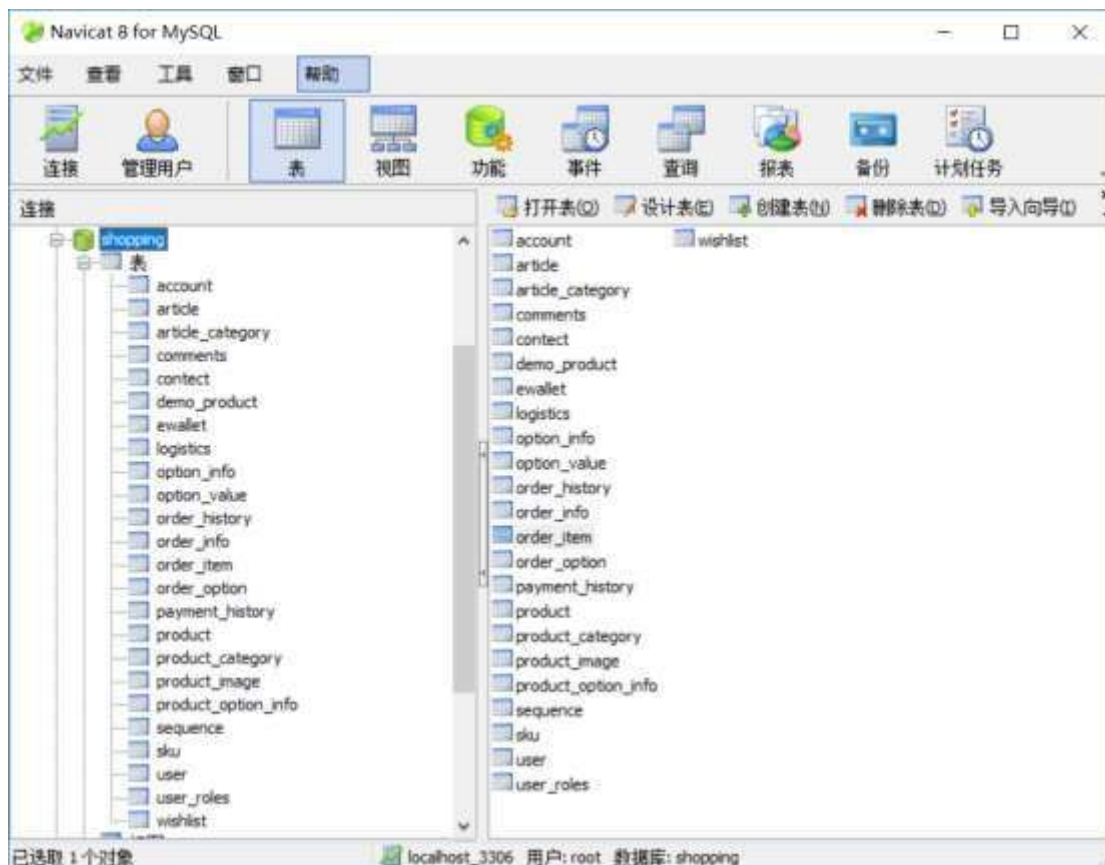 Navicat 8 for MySQL
文件 查看 工具 窗口 帮助
连接 管理用户 表 视图 功能 事件 查询 报表 备份 计划任务
连接
打开表(O) 设计表(E) 创建表(N) 删除表(D) 导入向导(I)
shopping
表
account
article
article_category
comments
contect
demo_product
ewallet
logistics
option_info
option_value
order_history
order_info
order_item
order_option
payment_history
product
product_category
product_image
product_option_info
sequence
sku
user
user_roles
wishlist
account
article
article_category
comments
contect
demo_product
ewallet
logistics
option_info
option_value
order_history
order_info
order_item
order_option
payment_history
product
product_category
product_image
product_option_info
sequence
sku
user
user_roles
wishlist
已选取 1 个对象 localhost_3306 用户: root 数据库: shopping